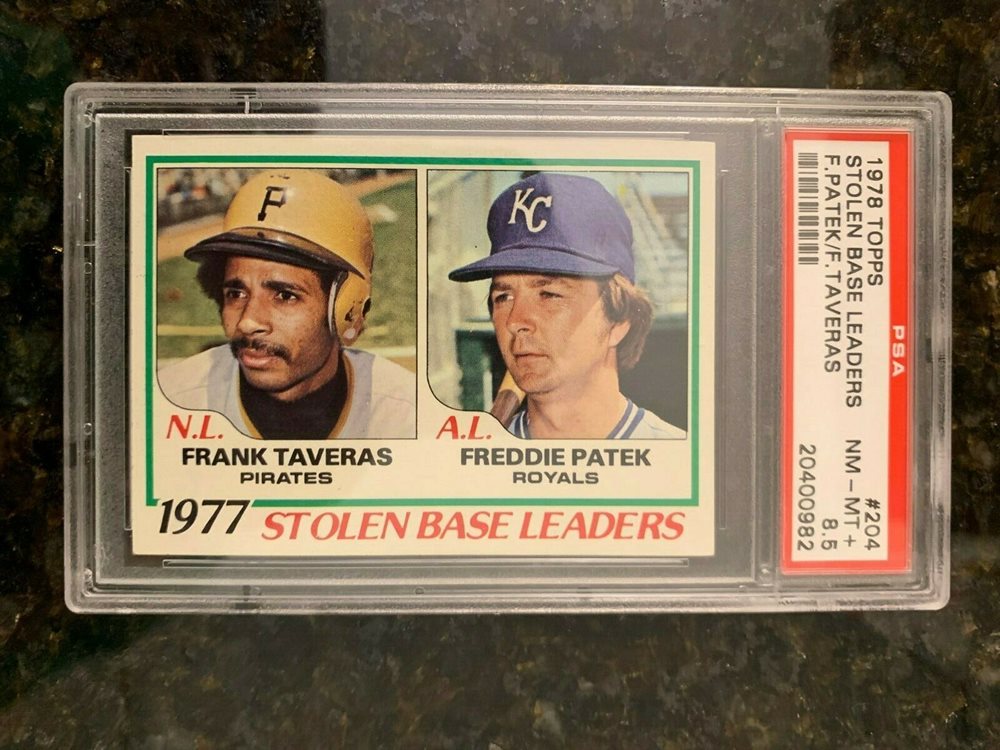 P
KC
N.L.
FRANK TAVERAS
PIRATES
A.L.
FREDDIE PATEK
ROYALS
1977 STOLEN BASE LEADERS
PSA
1978 TOPPS #204
STOLEN BASE LEADERS NM - MT +
F.PATEK/F.TAVERAS 8.5
20400982